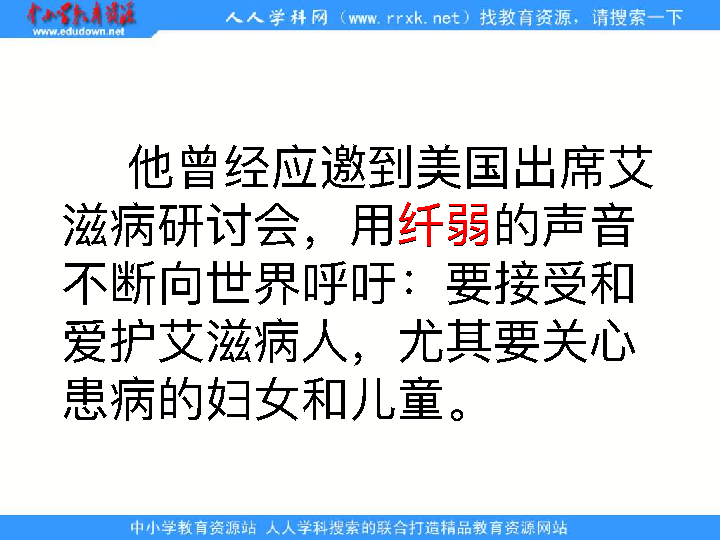 中小学教育资源
www.edudown.net
人人学科网（www.rrxk.net）找教育资源，请搜索一下
他曾经应邀到美国出席艾
滋病研讨会，用纤弱的声音
不断向世界呼吁：要接受和
爱护艾滋病人，尤其要关心
患病的妇女和儿童。
中小学教育资源站 人人学科搜索的联合打造精品教育资源网站